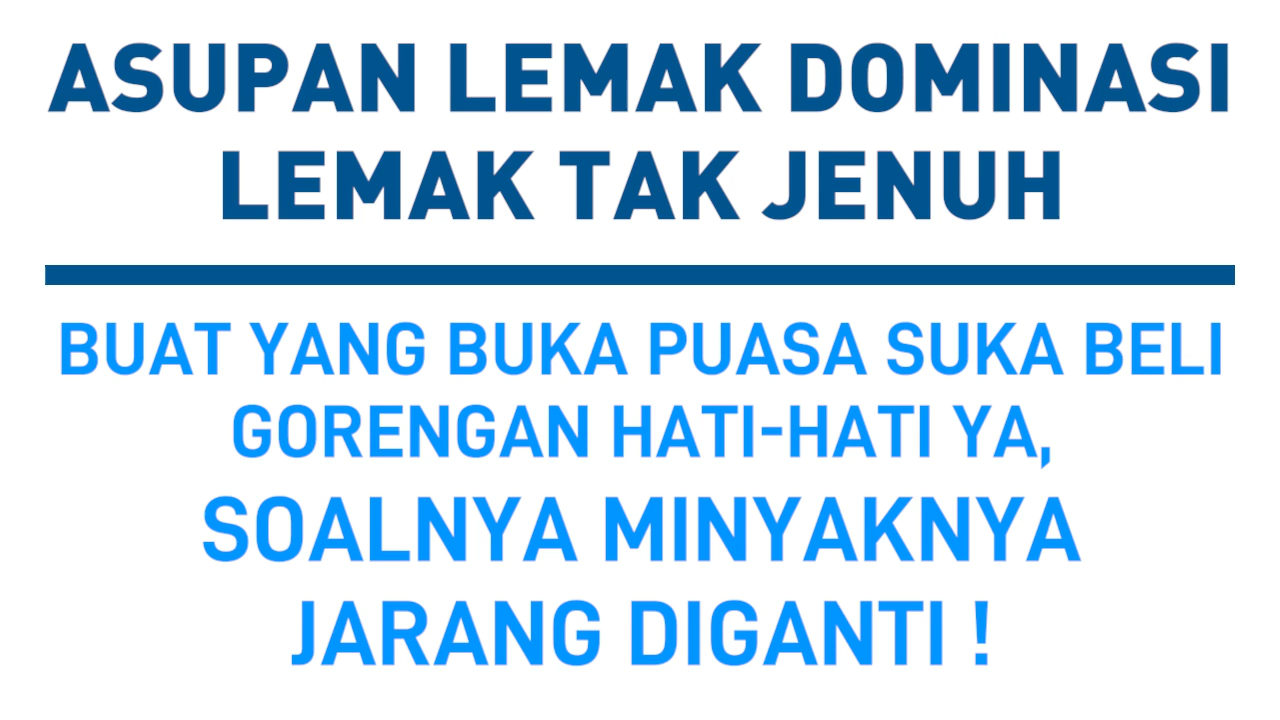 ASUPAN LEMAK DOMINASI
LEMAK TAK JENUH
BUAT YANG BUKA PUASA SUKA BELI
GORENGAN HATI-HATI YA,
SOALNYA MINYAKNYA
JARANG DIGANTI !